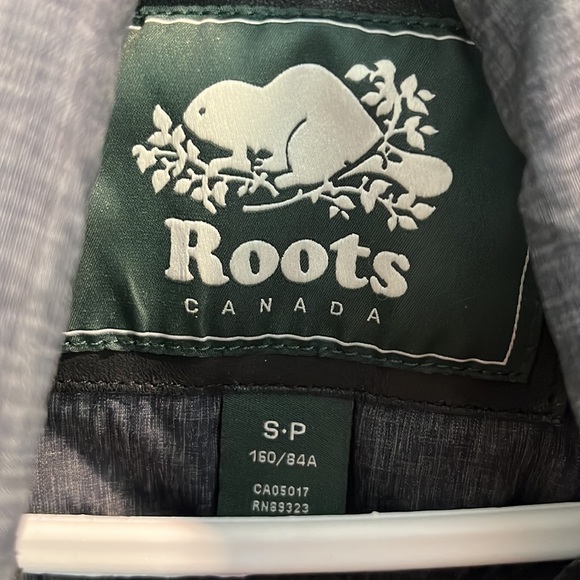 Roots
CANADA
S·P
160/84A
CA05017
RN69323